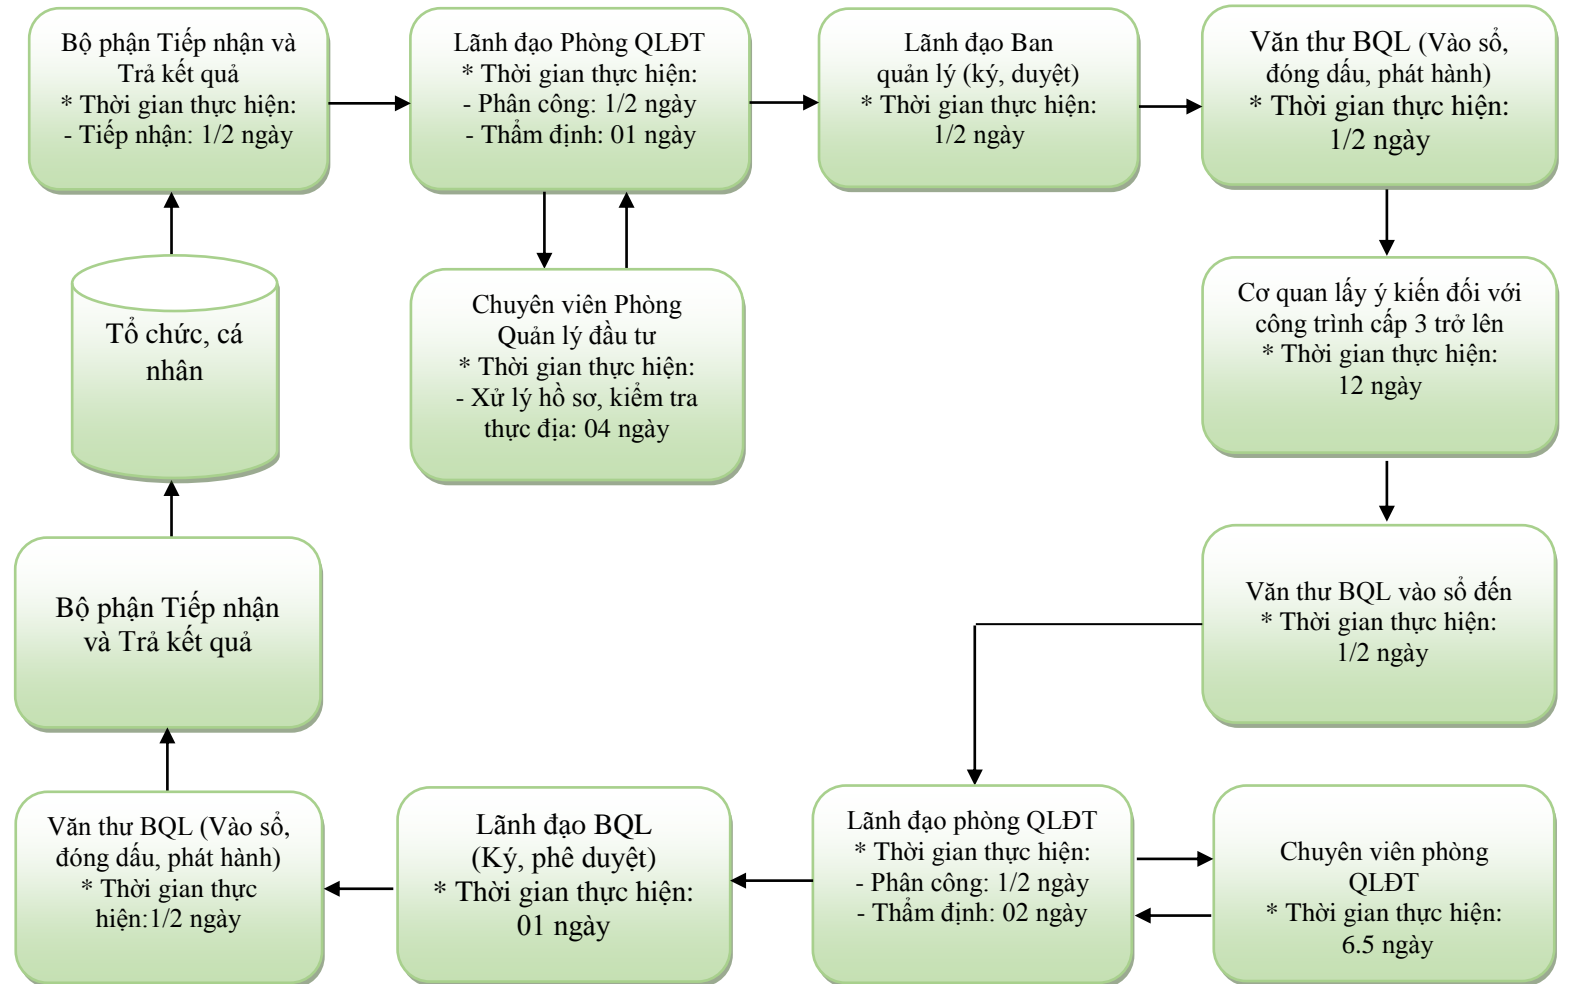 Bộ phận Tiếp nhận và
Trả kết quả
* Thời gian thực hiện:
- Tiếp nhận: 1/2 ngày
Lãnh đạo Phòng QLĐT
* Thời gian thực hiện:
- Phân công: 1/2 ngày
- Thẩm định: 01 ngày
Lãnh đạo Ban
quản lý (ký, duyệt)
* Thời gian thực hiện:
1/2 ngày
Văn thư BQL (Vào sổ,
đóng dấu, phát hành)
* Thời gian thực hiện:
1/2 ngày
Tổ chức, cá
nhân
Chuyên viên Phòng
Quản lý đầu tư
* Thời gian thực hiện:
- Xử lý hồ sơ, kiểm tra
thực địa: 04 ngày
Cơ quan lấy ý kiến đối với
công trình cấp 3 trở lên
* Thời gian thực hiện:
12 ngày
Bộ phận Tiếp nhận
và Trả kết quả
Văn thư BQL vào sổ đến
* Thời gian thực hiện:
1/2 ngày
Văn thư BQL (Vào sổ,
đóng dấu, phát hành)
* Thời gian thực
hiện:1/2 ngày
Lãnh đạo BQL
(Ký, phê duyệt)
* Thời gian thực hiện:
01 ngày
Lãnh đạo phòng QLĐT
* Thời gian thực hiện:
- Phân công: 1/2 ngày
- Thẩm định: 02 ngày
Chuyên viên phòng
QLĐT
* Thời gian thực hiện:
6.5 ngày